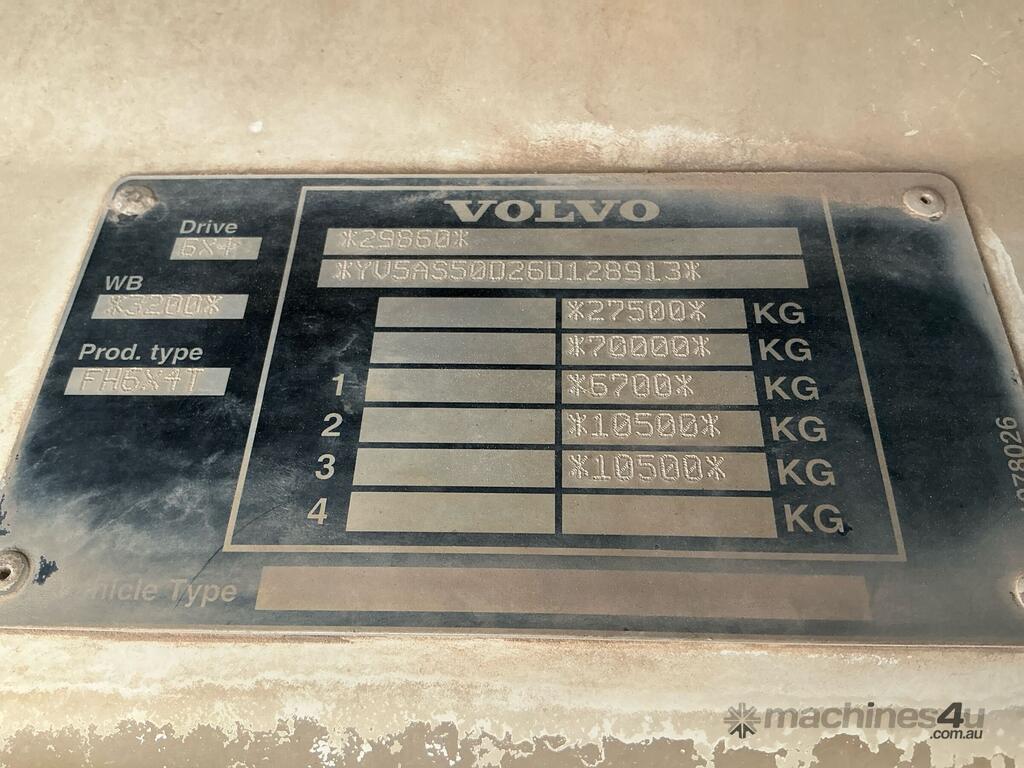 VOLVO
Drive
6X4
*29860*
*YV5AS50D26D128913*
WB
*3200*
*27500* KG
*70000* KG
Prod. type
FH6X4T
1 *6700* KG
2 *10500* KG
3 *10500* KG
4 KG
Type
machines4u
.com.au